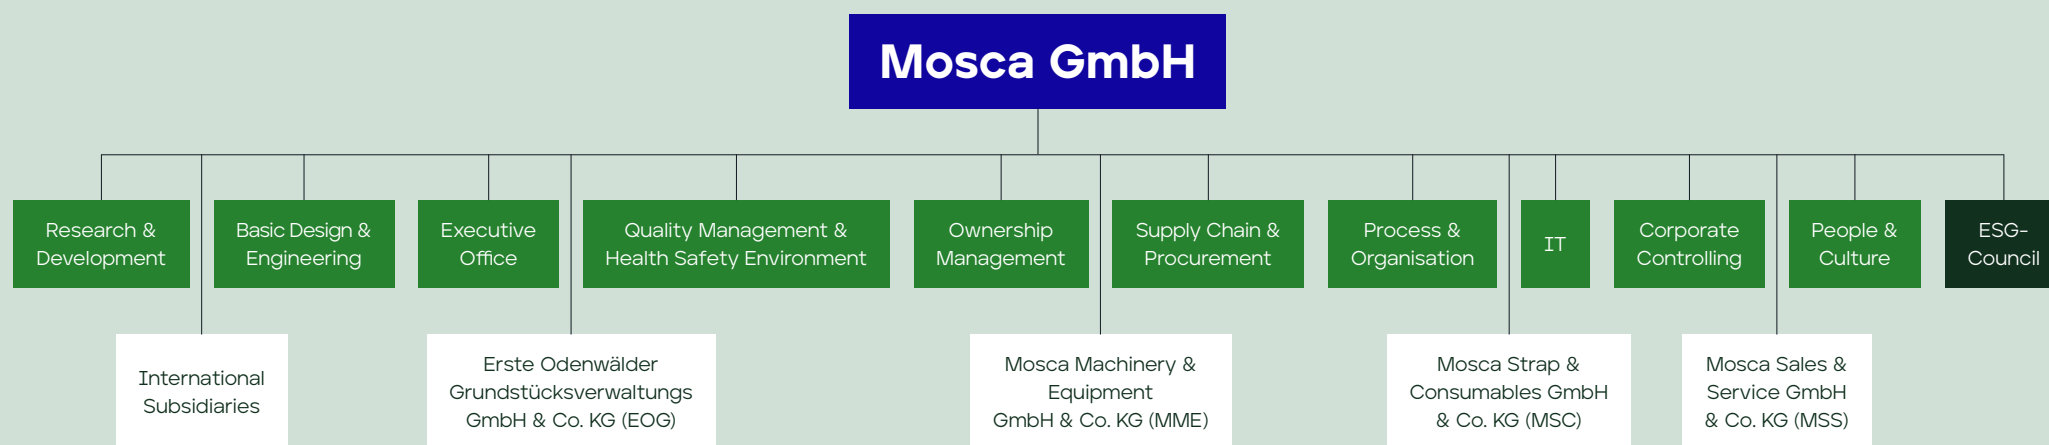 Mosca GmbH
Research &
Development
Basic Design &
Engineering
Executive
Office
Quality Management &
Health Safety Environment
Ownership
Management
Supply Chain &
Procurement
Process &
Organisation
IT
Corporate
Controlling
People &
Culture
ESG-
Council
International
Subsidiaries
Erste Odenwälder
Grundstücksverwaltungs
GmbH & Co. KG (EOG)
Mosca Machinery &
Equipment
GmbH & Co. KG (MME)
Mosca Strap &
Consumables GmbH
& Co. KG (MSC)
Mosca Sales &
Service GmbH
& Co. KG (MSS)